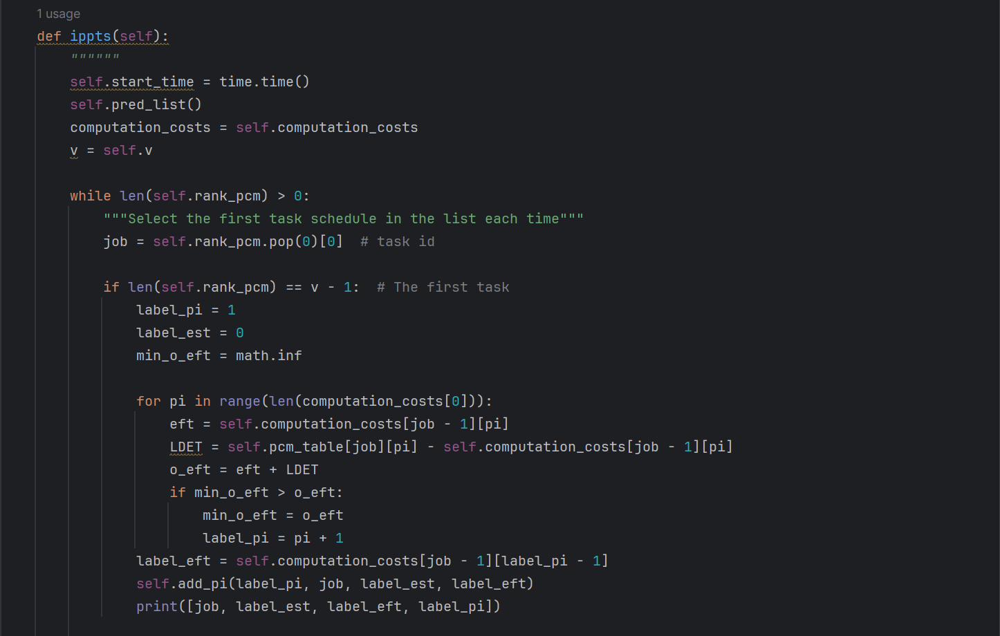 1 usage
def ippts(self):
    """"""
    self.start_time = time.time()
    self.pred_list()
    computation_costs = self.computation_costs
    v = self.v

    while len(self.rank_pcm) > 0:
        """Select the first task schedule in the list each time"""
        job = self.rank_pcm.pop(0)[0]  # task id

        if len(self.rank_pcm) == v - 1:  # The first task
            label_pi = 1
            label_est = 0
            min_o_eft = math.inf

            for pi in range(len(computation_costs[0])):
                eft = self.computation_costs[job - 1][pi]
                LDET = self.pcm_table[job][pi] - self.computation_costs[job - 1][pi]
                o_eft = eft + LDET
                if min_o_eft > o_eft:
                    min_o_eft = o_eft
                    label_pi = pi + 1
            label_eft = self.computation_costs[job - 1][label_pi - 1]
            self.add_pi(label_pi, job, label_est, label_eft)
            print([job, label_est, label_eft, label_pi])